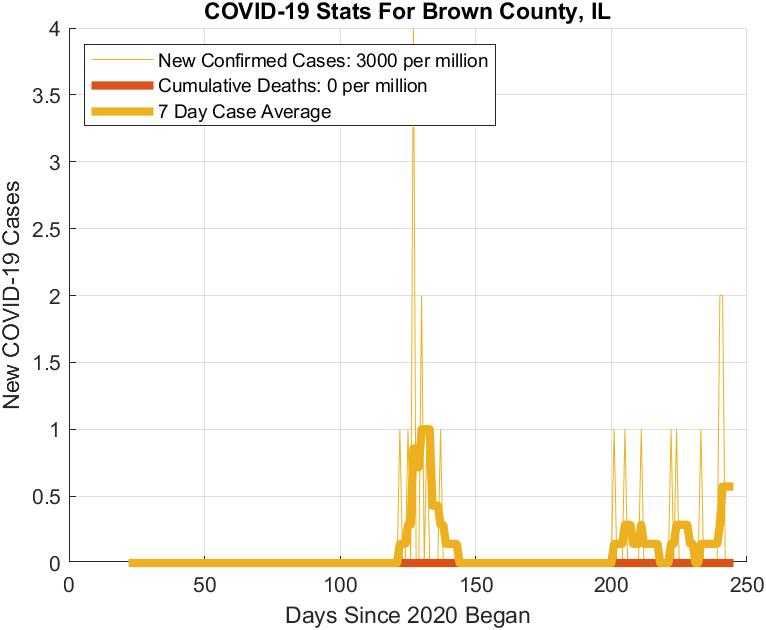 COVID-19 Stats For Brown County, IL
4
3.5
3
2.5
2
1.5
1
0.5
0
New COVID-19 Cases
New Confirmed Cases: 3000 per million
Cumulative Deaths: 0 per million
7 Day Case Average
0 50 100 150 200 250
Days Since 2020 Began